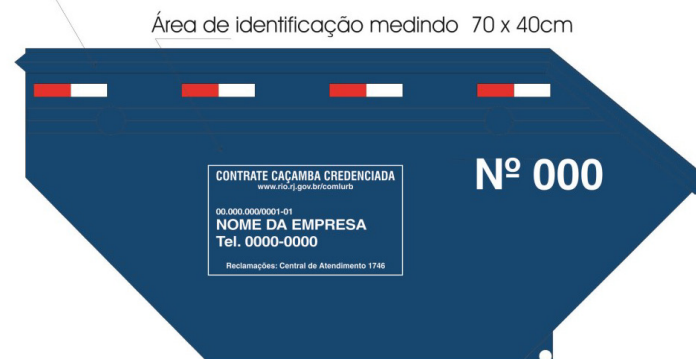 Área de identificação medindo 70 x 40cm
CONTRATE CAÇAMBA CREDENCIADA
www.rio.rj.gov.br/comlurb
Nº 000
00.000.000/0001-01
NOME DA EMPRESA
Tel. 0000-0000
Reclamações: Central de Atendimento 1746